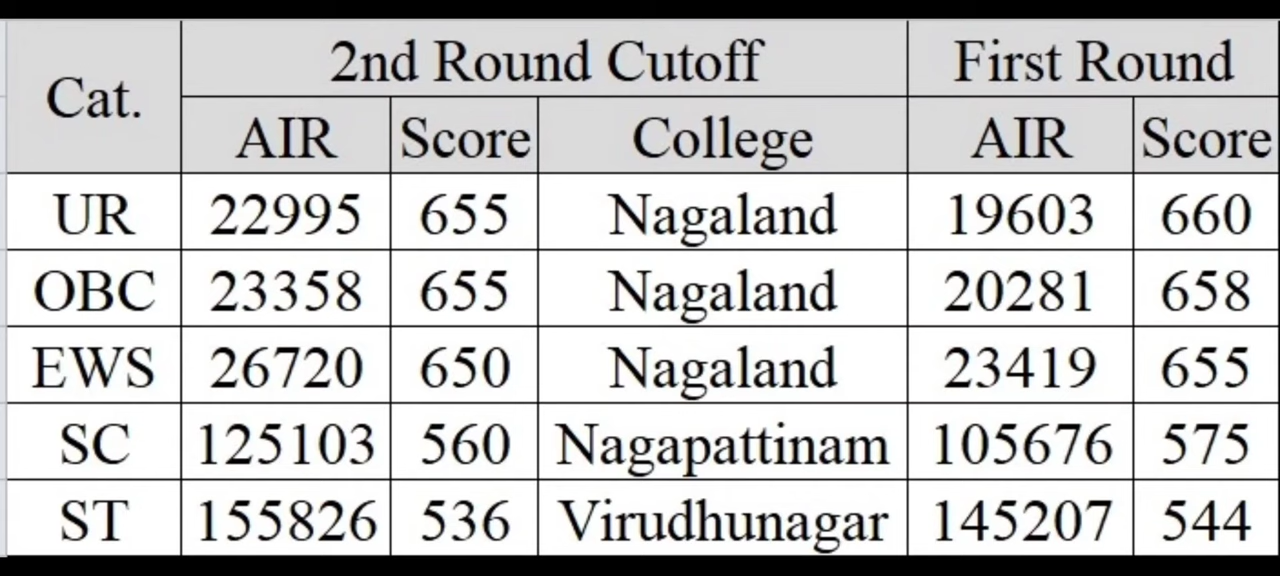 Cat. 2nd Round Cutoff First Round
AIR Score College AIR Score
UR 22995 655 Nagaland 19603 660
OBC 23358 655 Nagaland 20281 658
EWS 26720 650 Nagaland 23419 655
SC 125103 560 Nagapattinam 105676 575
ST 155826 536 Virudhunagar 145207 544